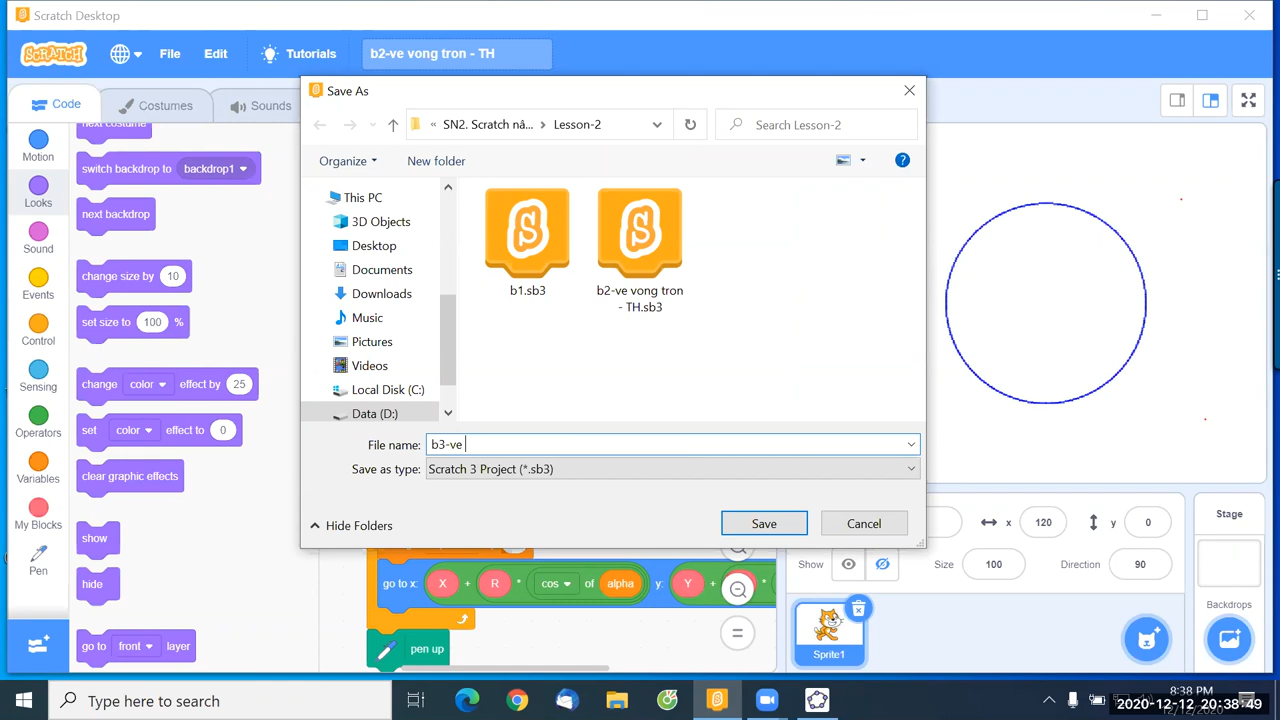 Scratch Desktop
SCRATCH
File
Edit
Tutorials
b2-ve vong tron - TH
Code
Costumes
Sounds
Motion
Looks
Sound
Events
Control
Sensing
Operators
Variables
My Blocks
Pen
next costume
switch backdrop to backdrop1
next backdrop
change size by 10
set size to 100 %
change color effect by 25
set color effect to 0
clear graphic effects
show
hide
go to front layer
Save As
« SN2. Scratch nâ... › Lesson-2
Search Lesson-2
Organize
New folder
This PC
3D Objects
Desktop
Documents
Downloads
Music
Pictures
Videos
Local Disk (C:)
Data (D:)
b1.sb3
b2-ve vong tron
- TH.sb3
File name: b3-ve
Save as type: Scratch 3 Project (*.sb3)
Hide Folders
Save
Cancel
go to x: X + R * cos of alpha y: Y + *
pen up
x 120 y 0
Show Size 100 Direction 90
Sprite1
Stage
Backdrops
Type here to search
8:38 PM
12/12/2020
2020-12-12 20:38:49